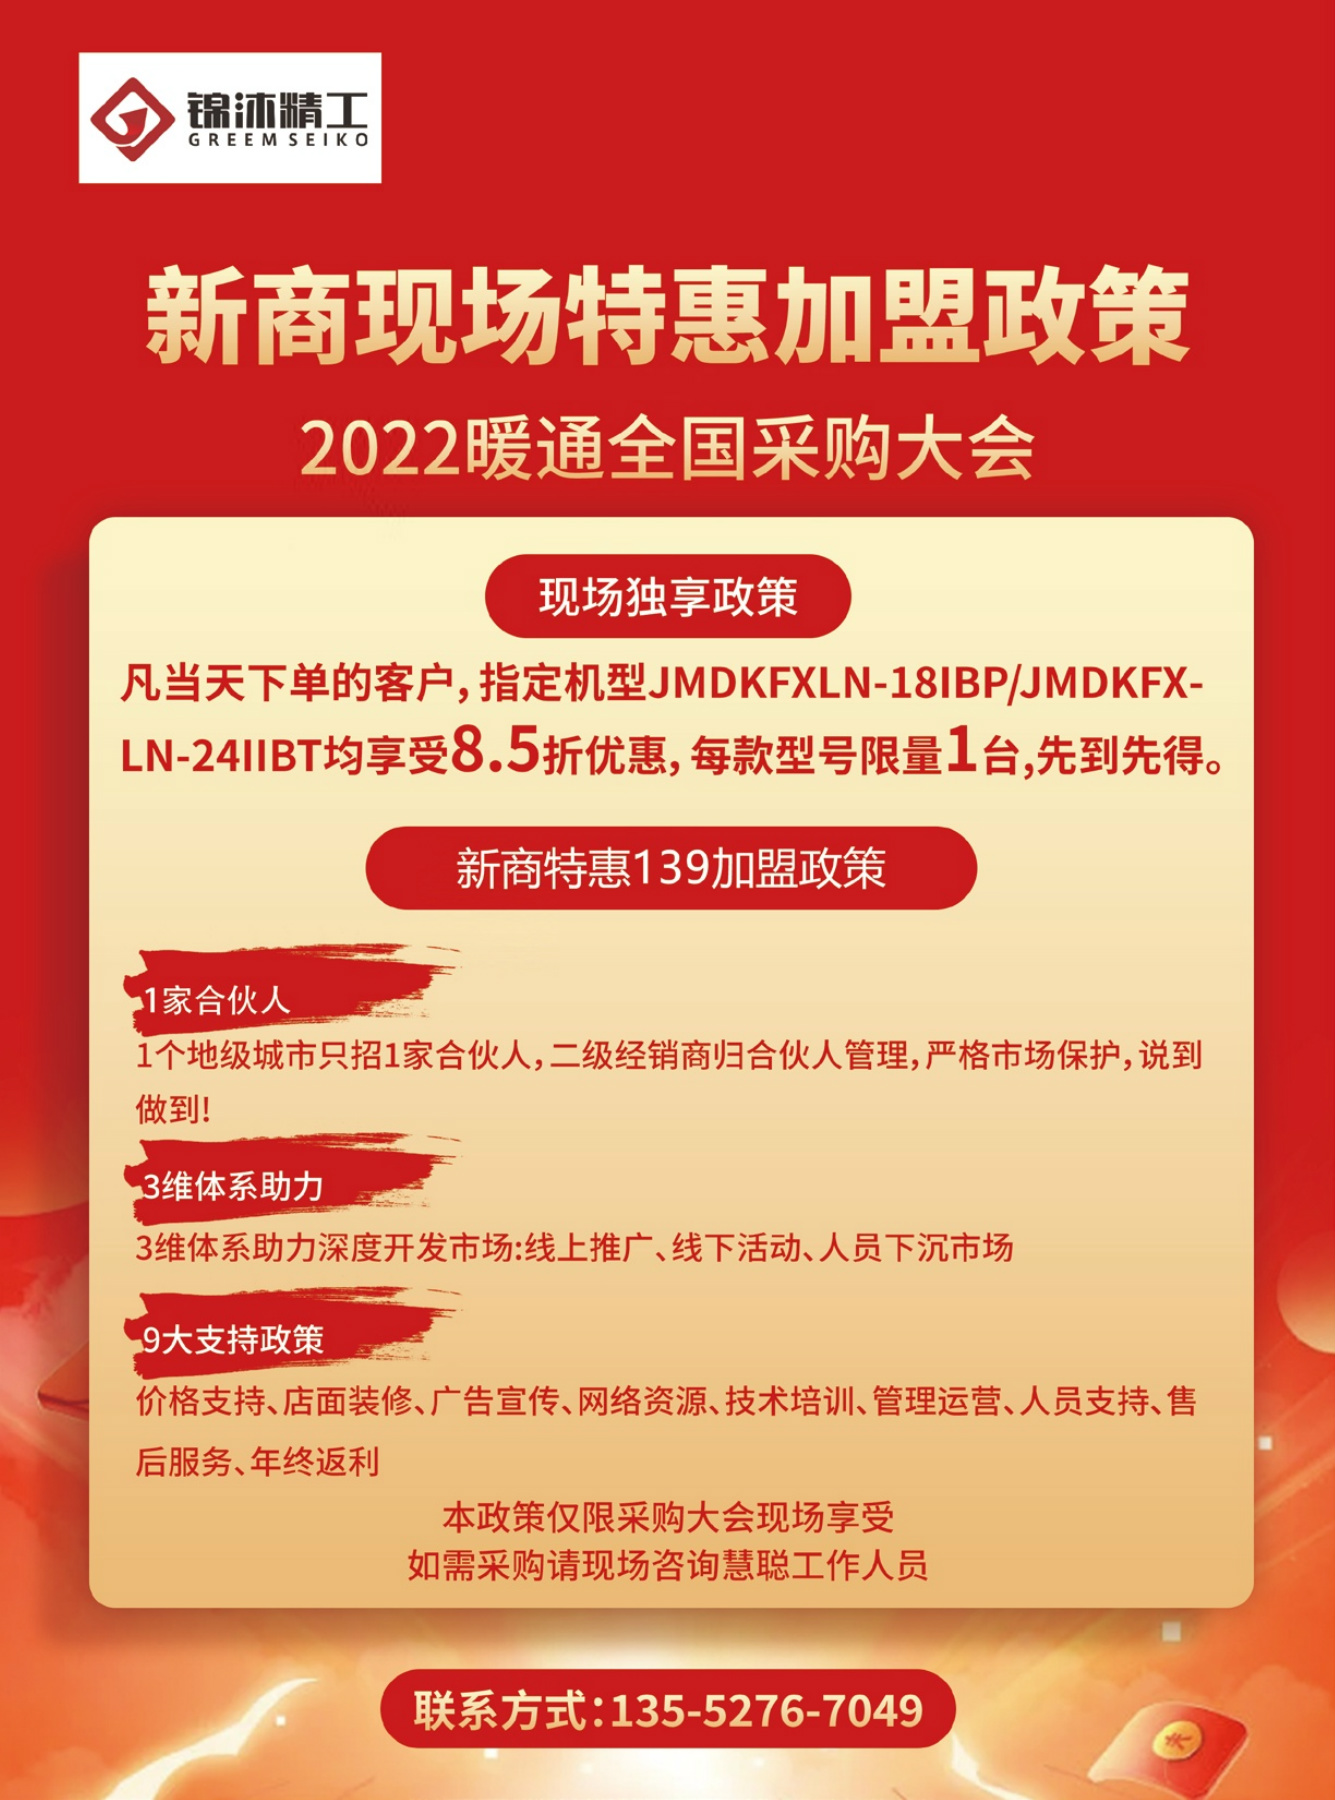 锦沐精工
GREEM SEIKO
新商现场特惠加盟政策
2022暖通全国采购大会
现场独享政策
凡当天下单的客户，指定机型JMDKFXLN-18IBP/JMDKFX-
LN-24IIBT均享受8.5折优惠，每款型号限量1台,先到先得。
新商特惠139加盟政策
1家合伙人
1个地级城市只招1家合伙人，二级经销商归合伙人管理，严格市场保护，说到
做到！
3维体系助力
3维体系助力深度开发市场:线上推广、线下活动、人员下沉市场
9大支持政策
价格支持、店面装修、广告宣传、网络资源、技术培训、管理运营、人员支持、售
后服务、年终返利
本政策仅限采购大会现场享受
如需采购请现场咨询慧聪工作人员
联系方式：135-5276-7049